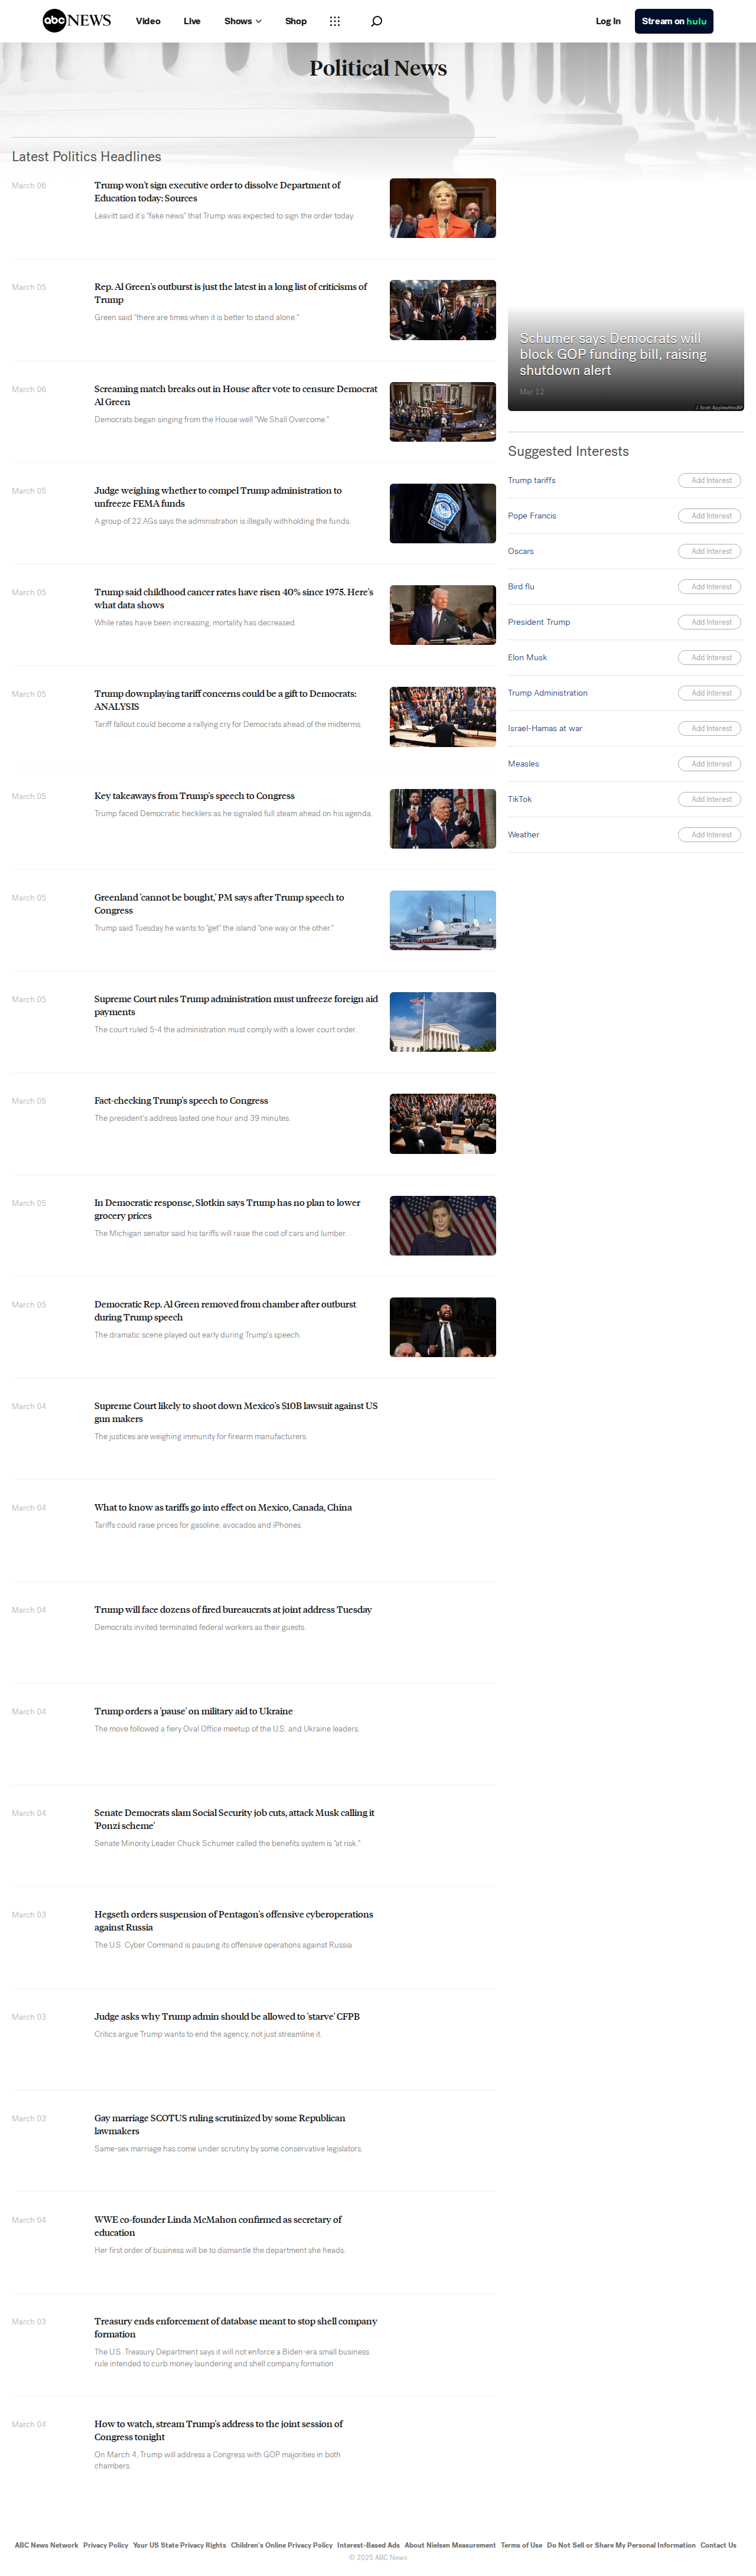 abc NEWS
Video
Live
Shows
Shop
Log In
Stream on hulu
Political News
Latest Politics Headlines
March 06
Trump won't sign executive order to dissolve Department of
Education today: Sources
Leavitt said it's "fake news" that Trump was expected to sign the order today.
March 05
Rep. Al Green's outburst is just the latest in a long list of criticisms of
Trump
Green said "there are times when it is better to stand alone."
March 06
Screaming match breaks out in House after vote to censure Democrat
Al Green
Democrats began singing from the House well "We Shall Overcome."
March 05
Judge weighing whether to compel Trump administration to
unfreeze FEMA funds
A group of 22 AGs says the administration is illegally withholding the funds.
March 05
Trump said childhood cancer rates have risen 40% since 1975. Here's
what data shows
While rates have been increasing, mortality has decreased.
March 05
Trump downplaying tariff concerns could be a gift to Democrats:
ANALYSIS
Tariff fallout could become a rallying cry for Democrats ahead of the midterms.
March 05
Key takeaways from Trump's speech to Congress
Trump faced Democratic hecklers as he signaled full steam ahead on his agenda.
March 05
Greenland 'cannot be bought,' PM says after Trump speech to
Congress
Trump said Tuesday he wants to "get" the island "one way or the other."
March 05
Supreme Court rules Trump administration must unfreeze foreign aid
payments
The court ruled 5-4 the administration must comply with a lower court order.
March 05
Fact-checking Trump's speech to Congress
The president's address lasted one hour and 39 minutes.
March 05
In Democratic response, Slotkin says Trump has no plan to lower
grocery prices
The Michigan senator said his tariffs will raise the cost of cars and lumber.
March 05
Democratic Rep. Al Green removed from chamber after outburst
during Trump speech
The dramatic scene played out early during Trump's speech.
March 04
Supreme Court likely to shoot down Mexico's $10B lawsuit against US
gun makers
The justices are weighing immunity for firearm manufacturers.
March 04
What to know as tariffs go into effect on Mexico, Canada, China
Tariffs could raise prices for gasoline, avocados and iPhones.
March 04
Trump will face dozens of fired bureaucrats at joint address Tuesday
Democrats invited terminated federal workers as their guests.
March 04
Trump orders a 'pause' on military aid to Ukraine
The move followed a fiery Oval Office meetup of the U.S. and Ukraine leaders.
March 04
Senate Democrats slam Social Security job cuts, attack Musk calling it
'Ponzi scheme'
Senate Minority Leader Chuck Schumer called the benefits system is "at risk."
March 03
Hegseth orders suspension of Pentagon's offensive cyberoperations
against Russia
The U.S. Cyber Command is pausing its offensive operations against Russia
March 03
Judge asks why Trump admin should be allowed to 'starve' CFPB
Critics argue Trump wants to end the agency, not just streamline it.
March 03
Gay marriage SCOTUS ruling scrutinized by some Republican
lawmakers
Same-sex marriage has come under scrutiny by some conservative legislators.
March 04
WWE co-founder Linda McMahon confirmed as secretary of
education
Her first order of business will be to dismantle the department she heads.
March 03
Treasury ends enforcement of database meant to stop shell company
formation
The U.S. Treasury Department says it will not enforce a Biden-era small business
rule intended to curb money laundering and shell company formation
March 04
How to watch, stream Trump's address to the joint session of
Congress tonight
On March 4, Trump will address a Congress with GOP majorities in both
chambers.
Schumer says Democrats will
block GOP funding bill, raising
shutdown alert
Mar 12
J. Scott Applewhite/AP
Suggested Interests
Trump tariffs
Add Interest
Pope Francis
Add Interest
Oscars
Add Interest
Bird flu
Add Interest
President Trump
Add Interest
Elon Musk
Add Interest
Trump Administration
Add Interest
Israel-Hamas at war
Add Interest
Measles
Add Interest
TikTok
Add Interest
Weather
Add Interest
ABC News Network Privacy Policy Your US State Privacy Rights Children's Online Privacy Policy Interest-Based Ads About Nielsen Measurement Terms of Use Do Not Sell or Share My Personal Information Contact Us
© 2025 ABC News